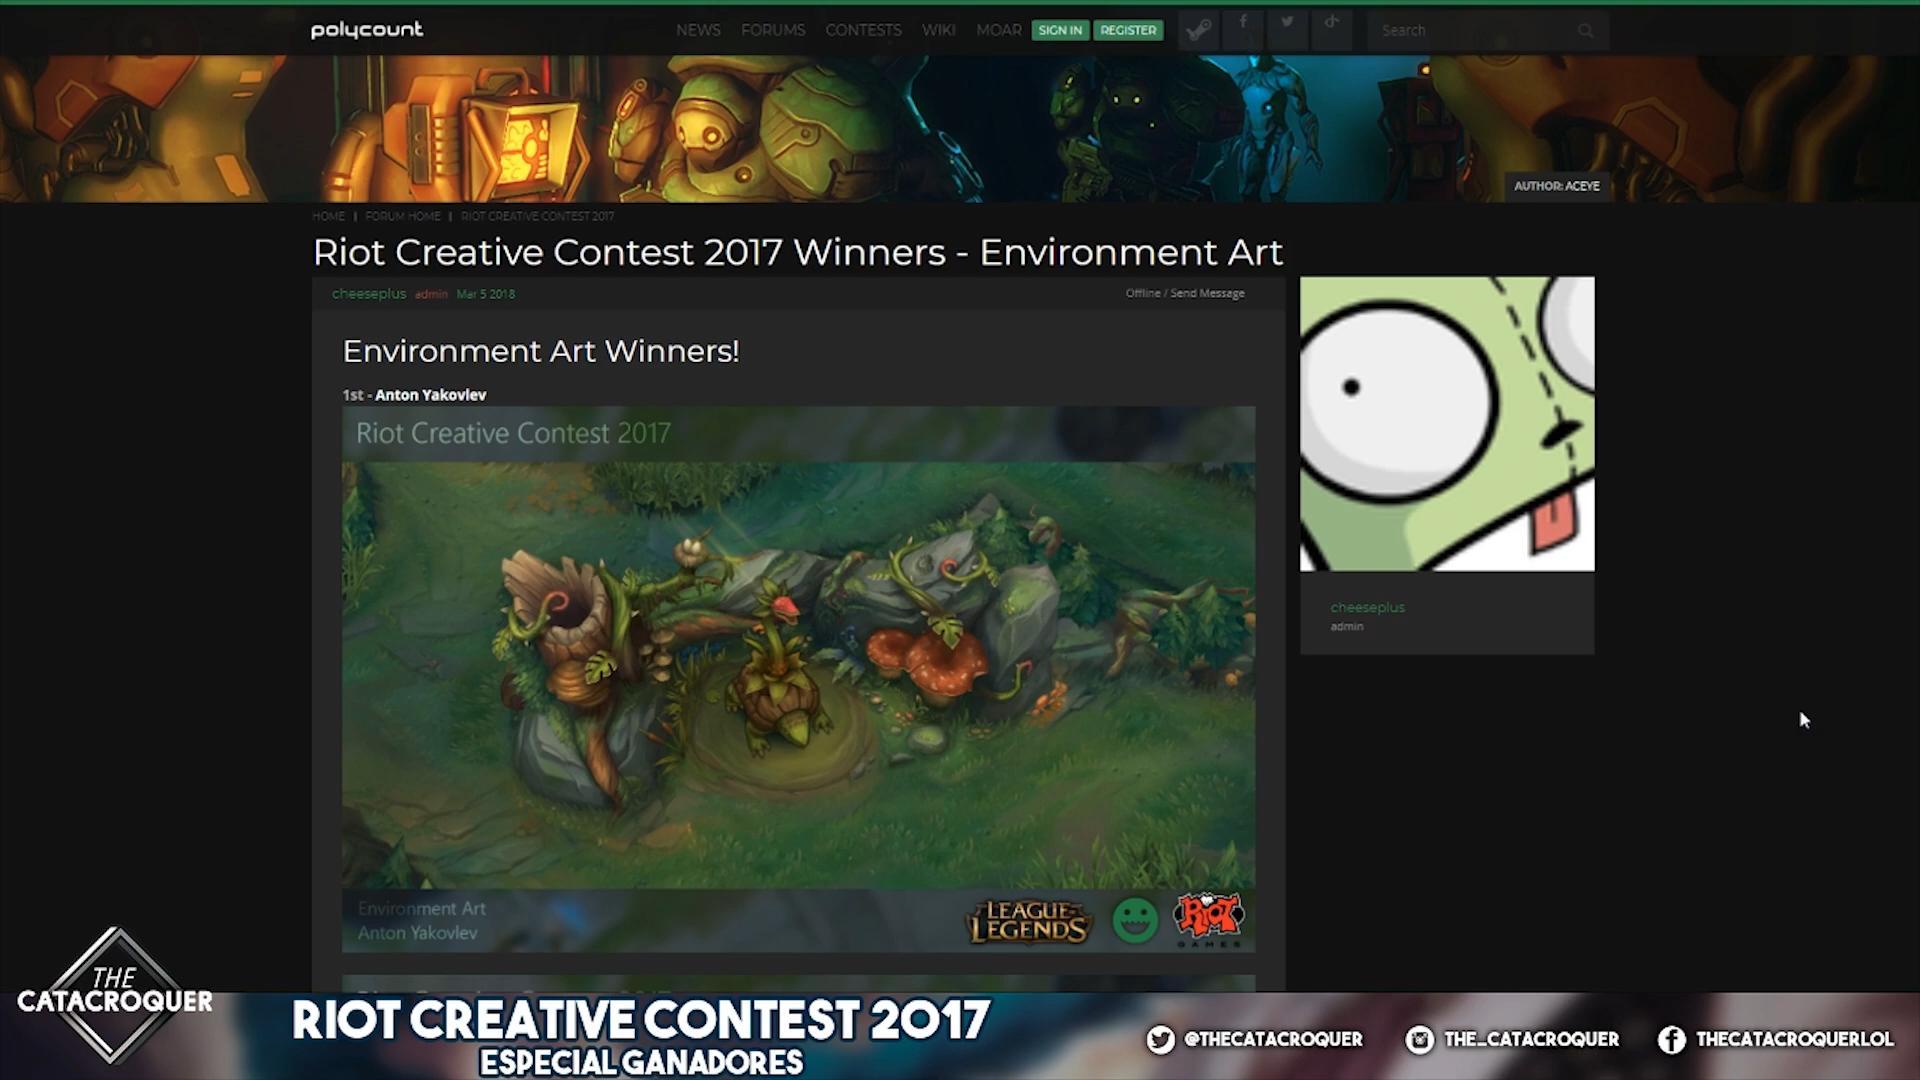 polycount
NEWS FORUMS CONTESTS WIKI MOAR SIGN IN REGISTER Search
AUTHOR: ACEYE
HOME | FORUM HOME | RIOT CREATIVE CONTEST 2017
Riot Creative Contest 2017 Winners - Environment Art
cheeseplus admin Mar 5 2018 Offline / Send Message
Environment Art Winners!
1st - Anton Yakovlev
Riot Creative Contest 2017
cheeseplus
admin
Environment Art
Anton Yakovlev
LEAGUE OF
LEGENDS
RIOT
GAMES
THE
CATACROQUER
RIOT CREATIVE CONTEST 2017
ESPECIAL GANADORES
@THECATACROQUER THE_CATACROQUER THECATACROQUERLOL